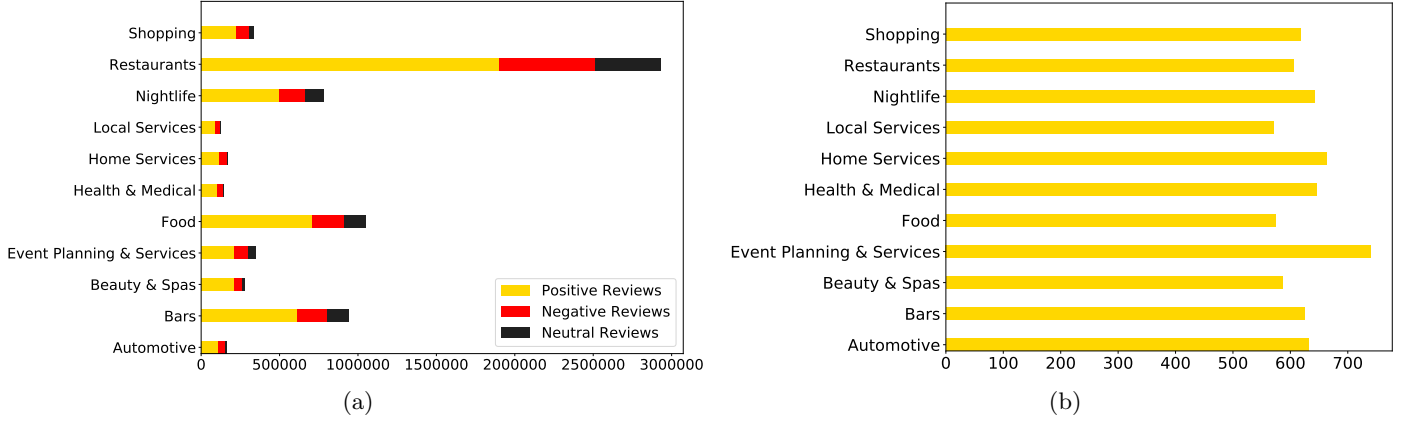 Shopping
Restaurants
Nightlife
Local Services
Home Services
Health & Medical
Food
Event Planning & Services
Beauty & Spas
Bars
Automotive
0 500000 1000000 1500000 2000000 2500000 3000000
Positive Reviews
Negative Reviews
Neutral Reviews
(a)
Shopping
Restaurants
Nightlife
Local Services
Home Services
Health & Medical
Food
Event Planning & Services
Beauty & Spas
Bars
Automotive
0 100 200 300 400 500 600 700
(b)